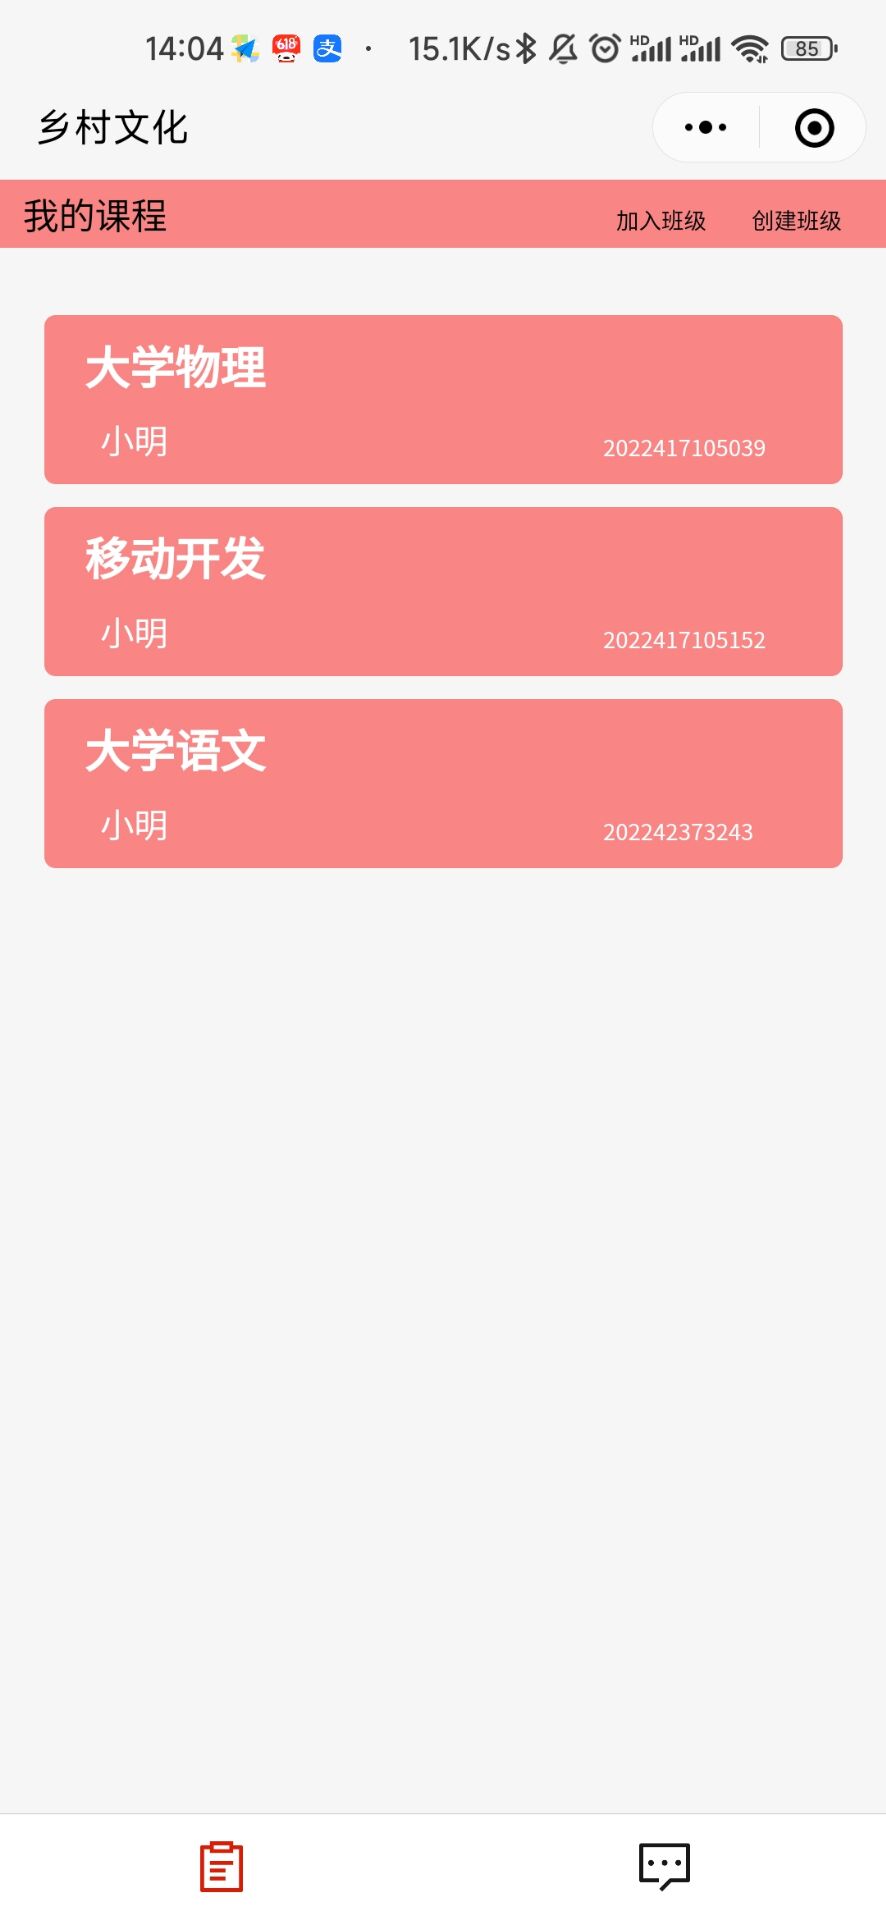 14:04 618 支 · 15.1K/s HD HD 85
乡村文化
我的课程 加入班级 创建班级
大学物理
小明 2022417105039
移动开发
小明 2022417105152
大学语文
小明 202242373243